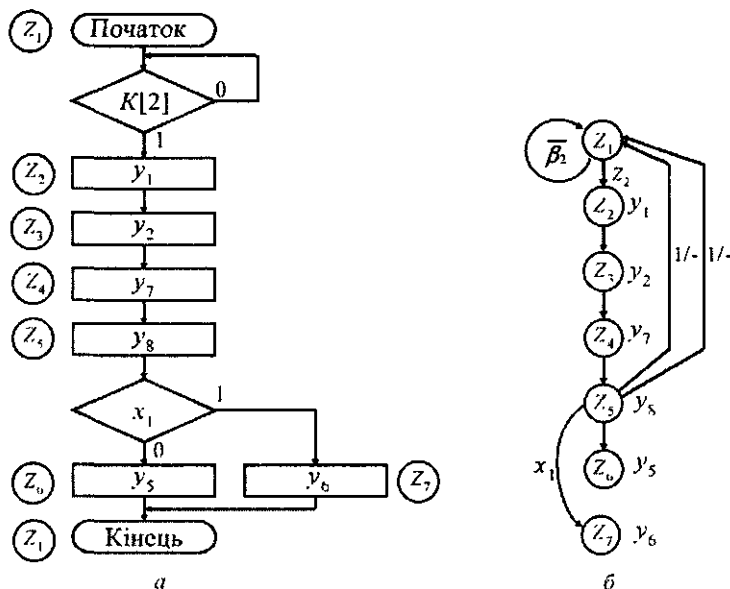 Z₁ Початок
0
K[2]
1
Z₂ y₁
Z₃ y₂
Z₄ y₇
Z₅ y₈
x₁ 1
0
Z₆ y₅ y₆ Z₇
Z₁ Кінець
а
β̄₂ Z₁
Z₂
Z₂ y₁
Z₃ y₂
1/- 1/-
Z₄ y₇
Z₅ y₈
x₁
Z₆ y₅
Z₇ y₆
б